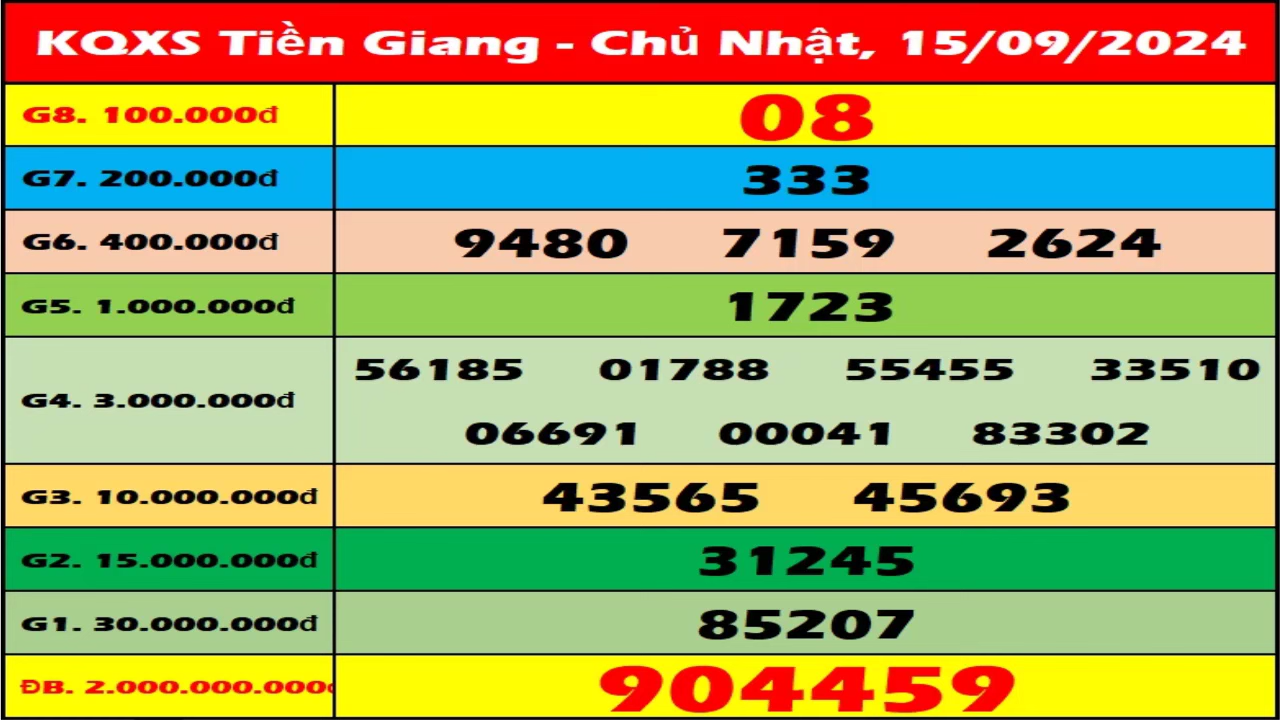 KQXS Tiền Giang - Chủ Nhật, 15/09/2024
G8. 100.000đ 08
G7. 200.000đ 333
G6. 400.000đ 9480 7159 2624
G5. 1.000.000đ 1723
56185 01788 55455 33510
G4. 3.000.000đ
06691 00041 83302
G3. 10.000.000đ 43565 45693
G2. 15.000.000đ 31245
G1. 30.000.000đ 85207
ĐB. 2.000.000.000đ 904459